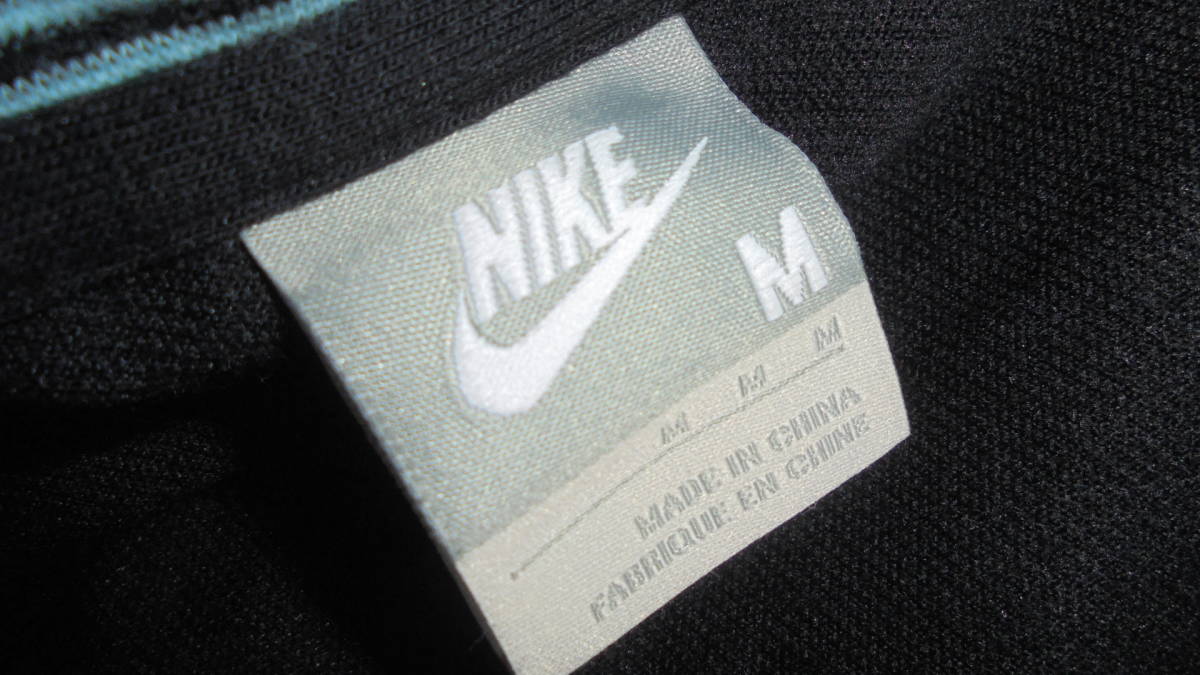 NIKE
M
M M M
MADE IN CHINA
FABRIQUE EN CHINE